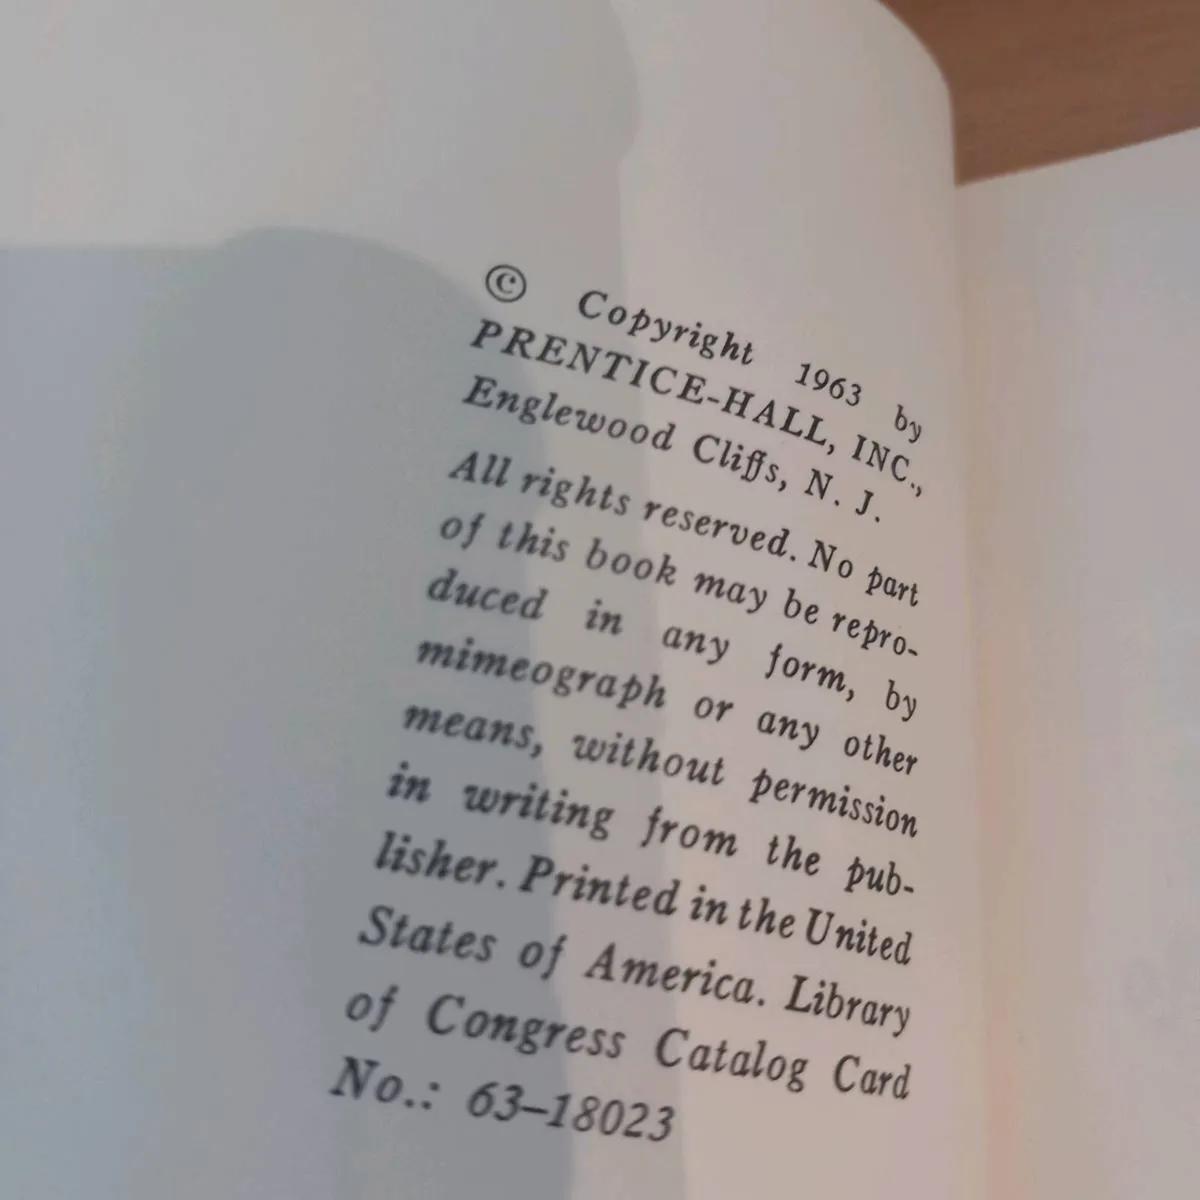 © Copyright 1963 by
PRENTICE-HALL, INC.,
Englewood Cliffs, N. J.
All rights reserved. No part
of this book may be repro-
duced in any form, by
mimeograph or any other
means, without permission
in writing from the pub-
lisher. Printed in the United
States of America. Library
of Congress Catalog Card
No.: 63–18023